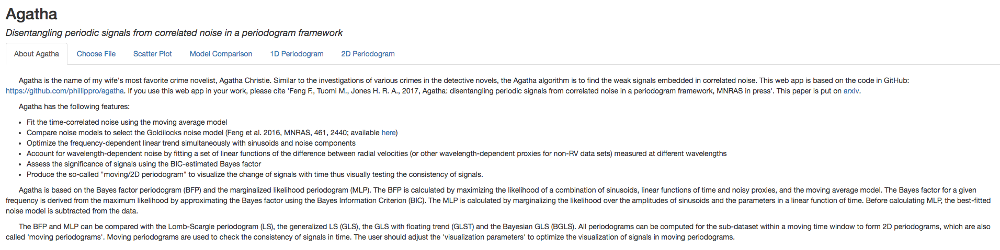 Agatha
Disentangling periodic signals from correlated noise in a periodogram framework
About Agatha Choose File Scatter Plot Model Comparison 1D Periodogram 2D Periodogram
Agatha is the name of my wife's most favorite crime novelist, Agatha Christie. Similar to the investigations of various crimes in the detective novels, the Agatha algorithm is to find the weak signals embedded in correlated noise. This web app is based on the code in GitHub:
https://github.com/phillippro/agatha. If you use this web app in your work, please cite 'Feng F., Tuomi M., Jones H. R. A., 2017, Agatha: disentangling periodic signals from correlated noise in a periodogram framework, MNRAS in press'. This paper is put on arxiv.
Agatha has the following features:
• Fit the time-correlated noise using the moving average model
• Compare noise models to select the Goldilocks noise model (Feng et al. 2016, MNRAS, 461, 2440; available here)
• Optimize the frequency-dependent linear trend simultaneously with sinusoids and noise components
• Account for wavelength-dependent noise by fitting a set of linear functions of the difference between radial velocities (or other wavelength-dependent proxies for non-RV data sets) measured at different wavelengths
• Assess the significance of signals using the BIC-estimated Bayes factor
• Produce the so-called "moving/2D periodogram" to visualize the change of signals with time thus visually testing the consistency of signals.
Agatha is based on the Bayes factor periodogram (BFP) and the marginalized likelihood periodogram (MLP). The BFP is calculated by maximizing the likelihood of a combination of sinusoids, linear functions of time and noisy proxies, and the moving average model. The Bayes factor for a given
frequency is derived from the maximum likelihood by approximating the Bayes factor using the Bayes Information Criterion (BIC). The MLP is calculated by marginalizing the likelihood over the amplitudes of sinusoids and the parameters in a linear function of time. Before calculating MLP, the best-fitted
noise model is subtracted from the data.
The BFP and MLP can be compared with the Lomb-Scargle periodogram (LS), the generalized LS (GLS), the GLS with floating trend (GLST) and the Bayesian GLS (BGLS). All periodograms can be computed for the sub-dataset within a moving time window to form 2D periodograms, which are also
called 'moving periodograms'. Moving periodograms are used to check the consistency of signals in time. The user should adjust the 'visualization parameters' to optimize the visualization of signals in moving periodograms.